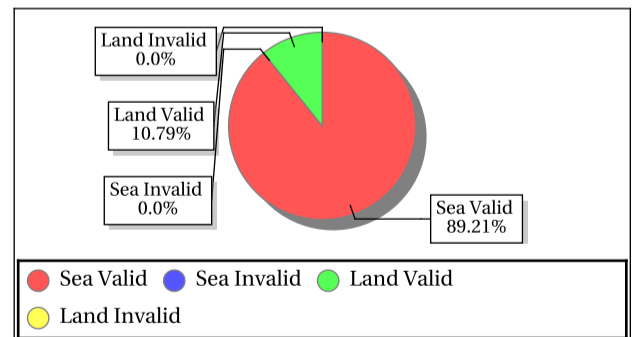 Land Invalid
0.0%
Land Valid
10.79%
Sea Invalid
0.0%
Sea Valid
89.21%
Sea Valid Sea Invalid Land Valid
Land Invalid